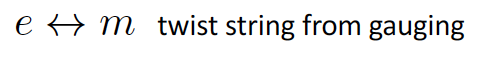 e ↔ m twist string from gauging